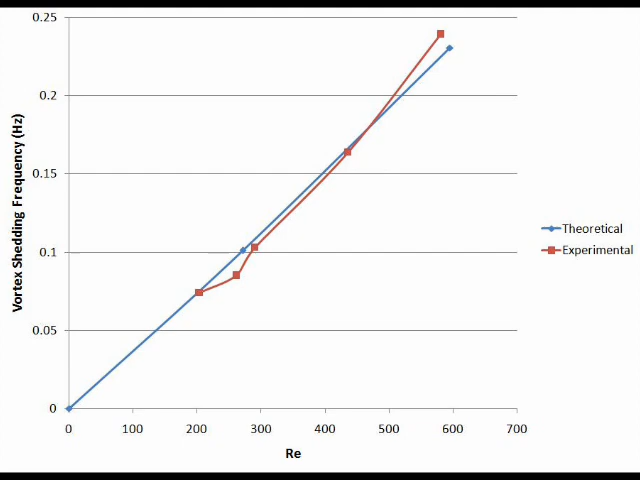 0.25
0.2
0.15
0.1
0.05
0
0 100 200 300 400 500 600 700
Vortex Shedding Frequency (Hz)
Re
Theoretical
Experimental